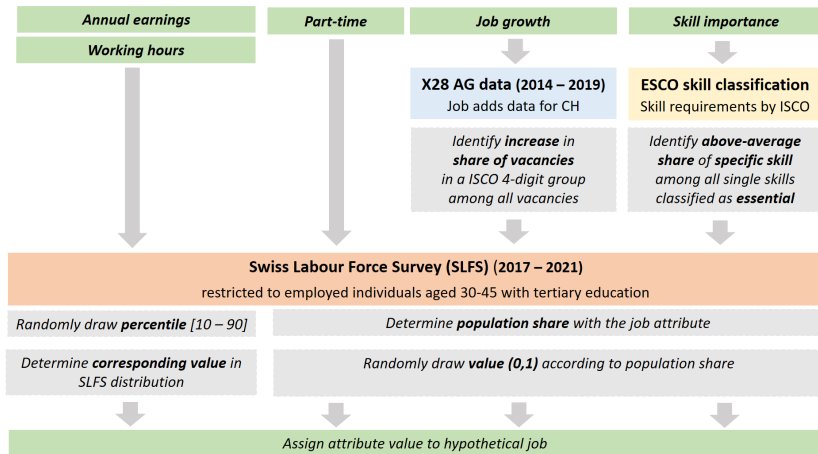 Annual earnings
Working hours
Part-time
Job growth
Skill importance
X28 AG data (2014 – 2019)
Job adds data for CH
ESCO skill classification
Skill requirements by ISCO
Identify increase in
share of vacancies
in a ISCO 4-digit group
among all vacancies
Identify above-average
share of specific skill
among all single skills
classified as essential
Swiss Labour Force Survey (SLFS) (2017 – 2021)
restricted to employed individuals aged 30-45 with tertiary education
Randomly draw percentile [10 – 90]
Determine population share with the job attribute
Determine corresponding value in
SLFS distribution
Randomly draw value (0,1) according to population share
Assign attribute value to hypothetical job